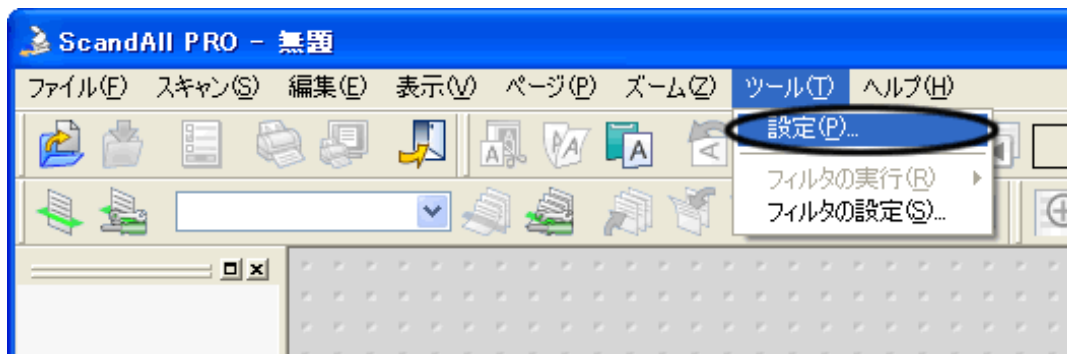 ScandAll PRO - 無題
ファイル(F) スキャン(S) 編集(E) 表示(V) ページ(P) ズーム(Z) ツール(T) ヘルプ(H)
設定(P)...
フィルタの実行(R)
フィルタの設定(S)...